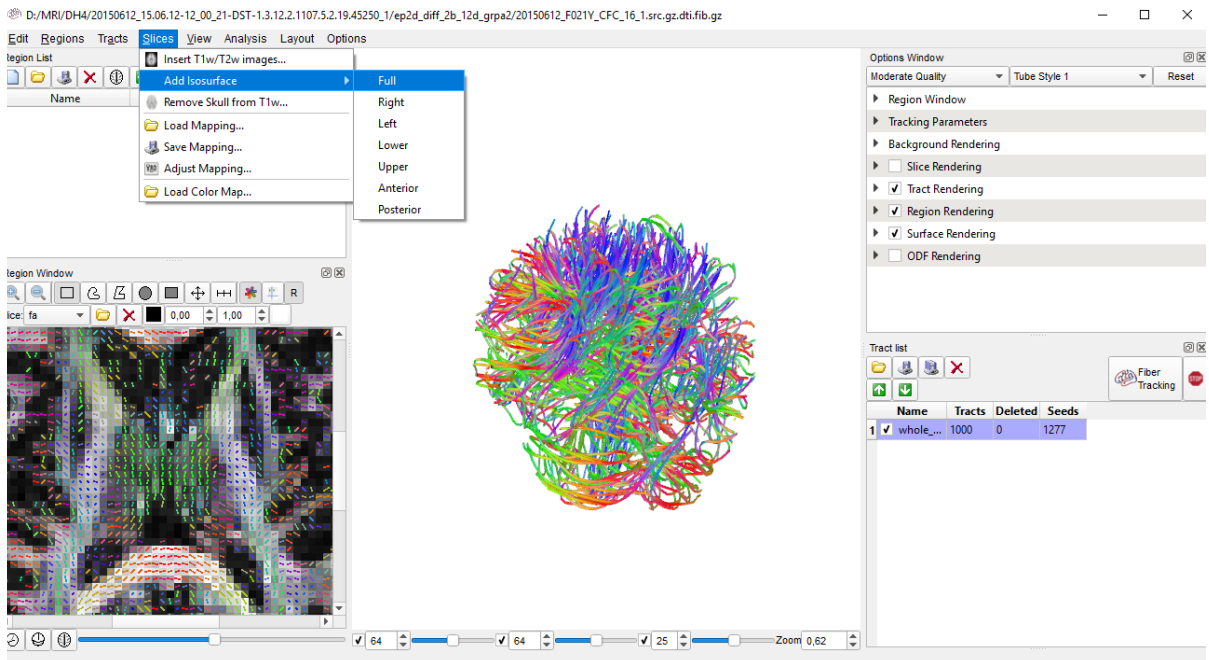 D:/MRI/DH4/20150612_15.06.12-12_00_21-DST-1.3.12.2.1107.5.2.19.45250_1/ep2d_diff_2b_12d_grpa2/20150612_F021Y_CFC_16_1.src.gz.dti.fib.gz
Edit Regions Tracts Slices View Analysis Layout Options
Region List
Name
Insert T1w/T2w images...
Add Isosurface
Remove Skull from T1w...
Load Mapping...
Save Mapping...
Adjust Mapping...
Load Color Map...
Full
Right
Left
Lower
Upper
Anterior
Posterior
Region Window
R
lice: fa 0,00 1,00
64 64 25 Zoom 0,62
Options Window
Moderate Quality Tube Style 1 Reset
Region Window
Tracking Parameters
Background Rendering
Slice Rendering
Tract Rendering
Region Rendering
Surface Rendering
ODF Rendering
Tract list
Fiber Tracking STOP
Name Tracts Deleted Seeds
1 whole_... 1000 0 1277